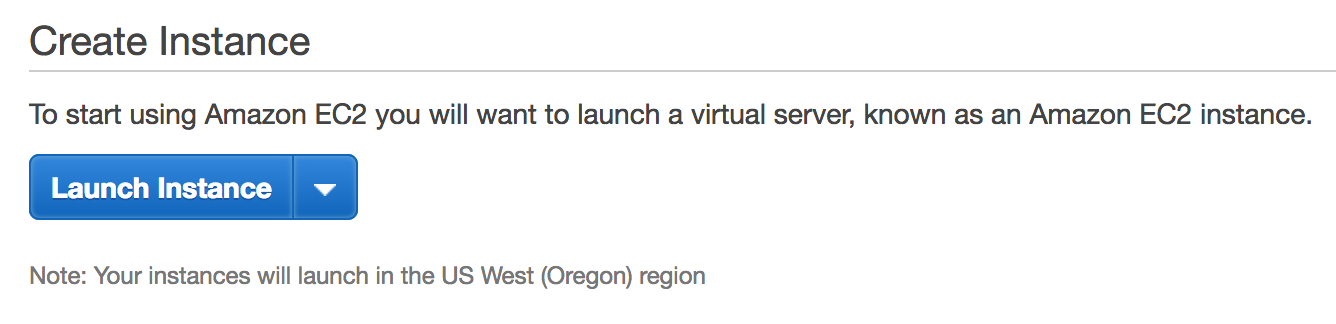 Create Instance
To start using Amazon EC2 you will want to launch a virtual server, known as an Amazon EC2 instance.
Launch Instance
Note: Your instances will launch in the US West (Oregon) region